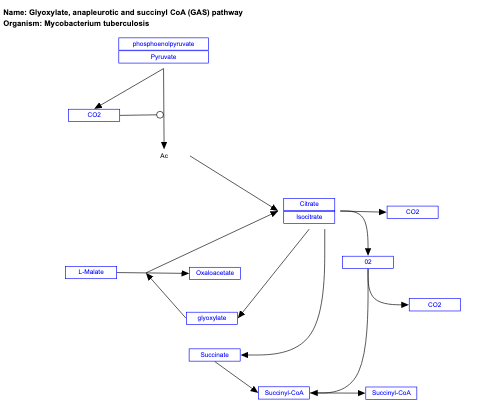 Name: Glyoxylate, anapleurotic and succinyl CoA (GAS) pathway
Organism: Mycobacterium tuberculosis
phosphoenolpyruvate
Pyruvate
CO2
Ac
Citrate
Isocitrate
CO2
L-Malate
Oxaloacetate
02
CO2
glyoxylate
Succinate
Succinyl-CoA
Succinyl-CoA